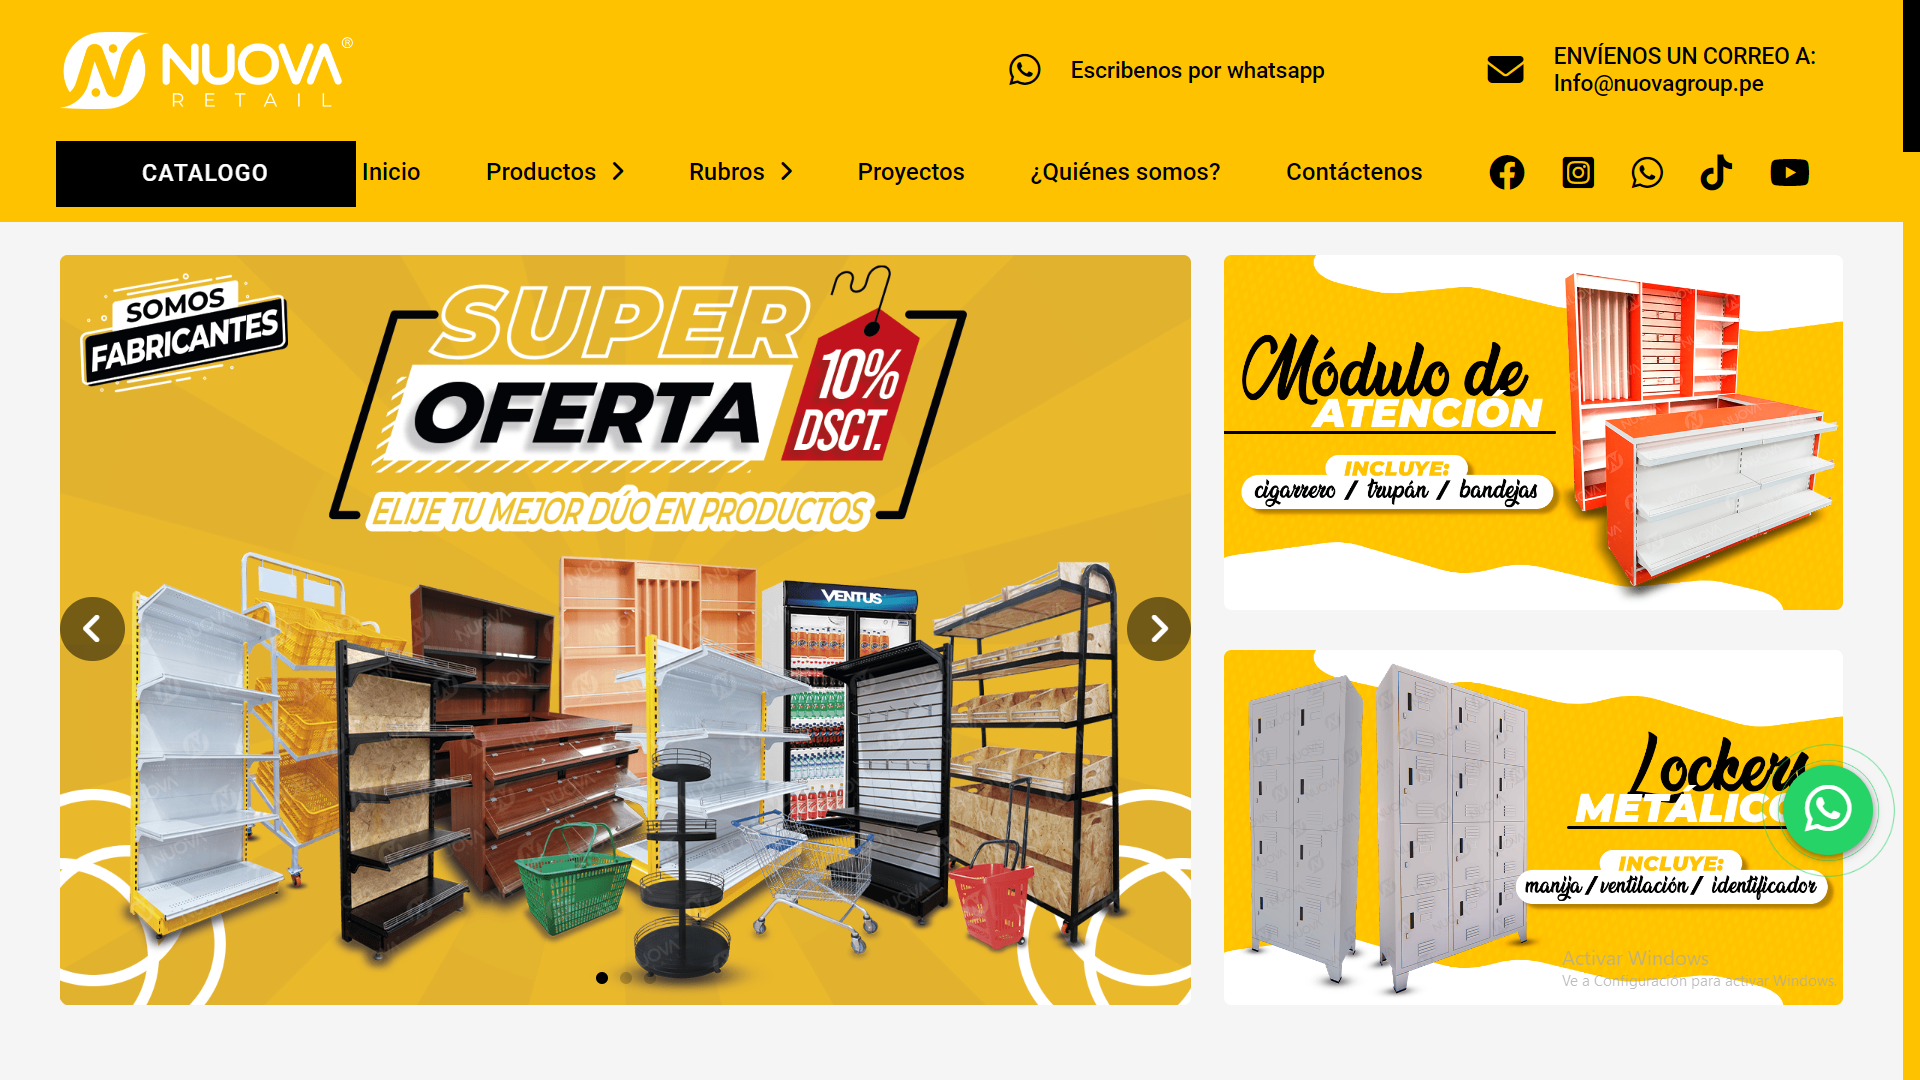 NUOVA®
RETAIL
Escribenos por whatsapp
ENVÍENOS UN CORREO A:
Info@nuovagroup.pe
CATALOGO
Inicio
Productos
Rubros
Proyectos
¿Quiénes somos?
Contáctenos
SOMOS
FABRICANTES
SUPER
OFERTA
10%
DSCT.
ELIJE TU MEJOR DÚO EN PRODUCTOS
VENTUS
Módulo de
ATENCIÓN
INCLUYE:
cigarrero / trupán / bandejas
Lockers
INCLUYE:
manija / ventilación / identificador
Activar Windows
Ve a Configuración para activar Windows.